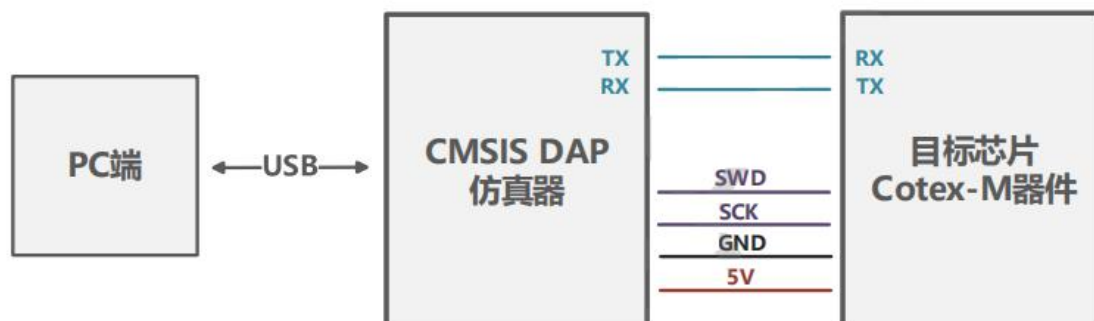 TX
RX
RX
TX
PC端
USB
CMSIS DAP
仿真器
目标芯片
Cotex-M器件
SWD
SCK
GND
5V